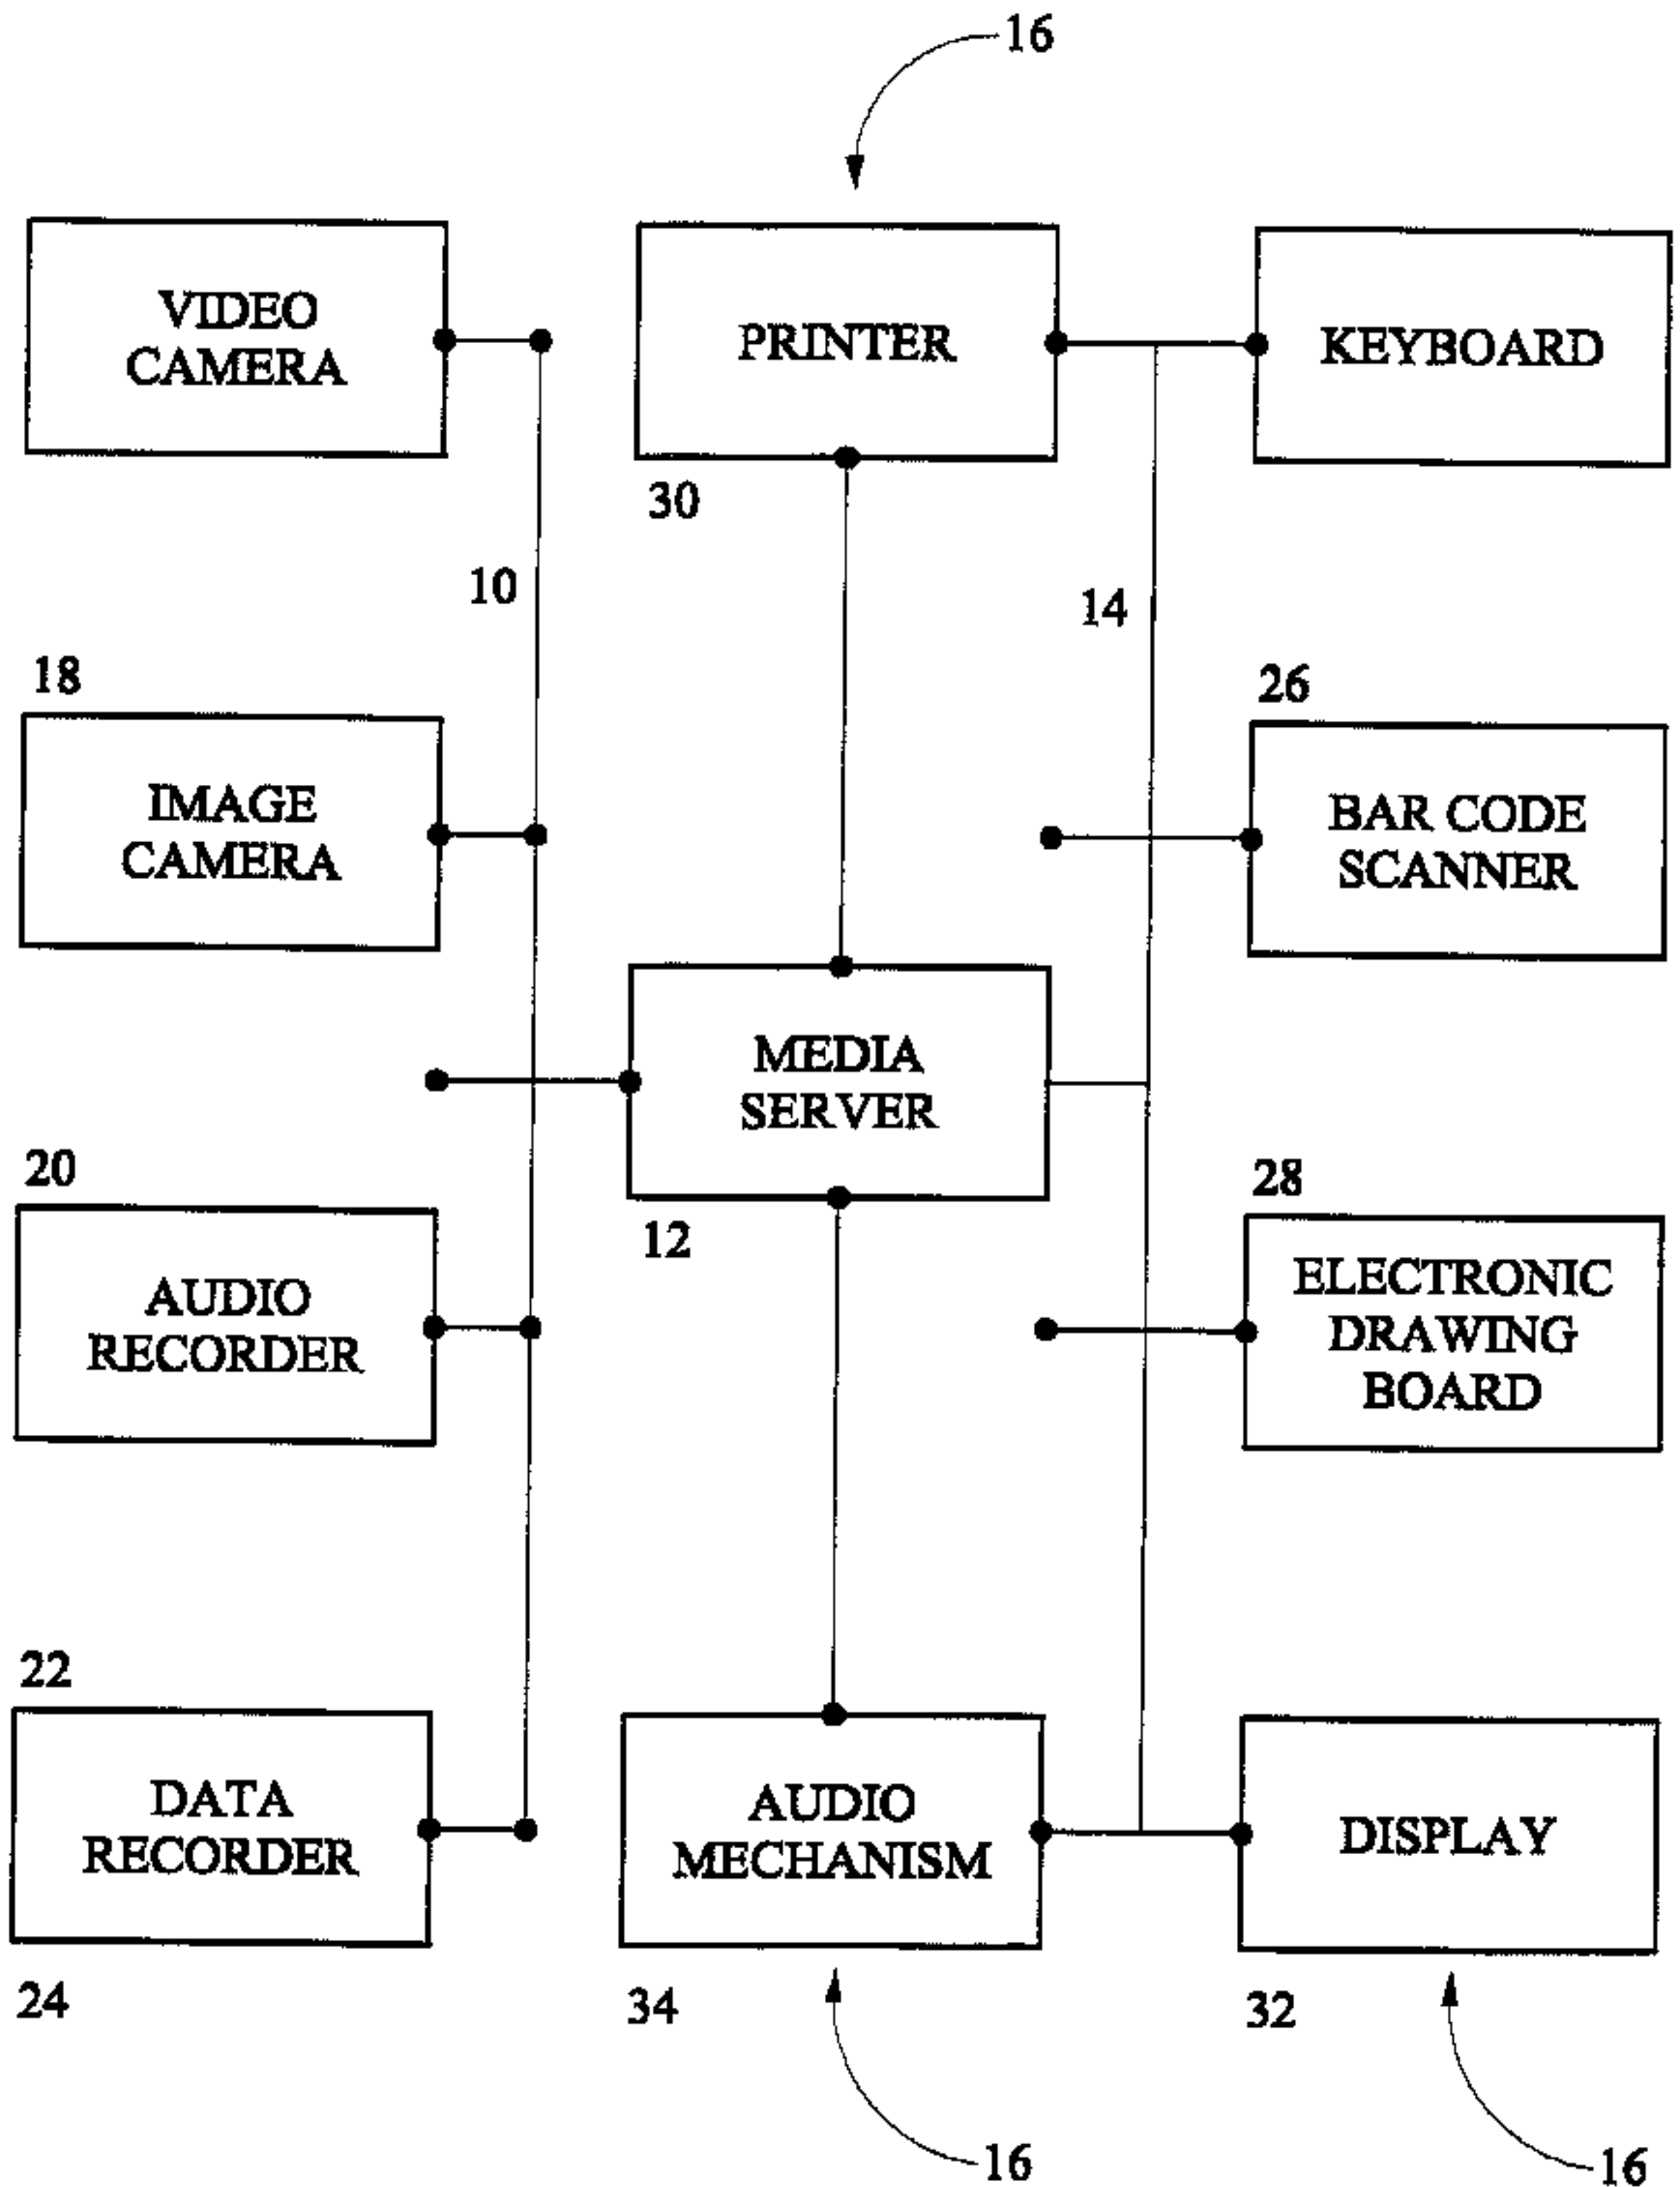 16
VIDEO
CAMERA
PRINTER
KEYBOARD
30
10
14
18
26
IMAGE
CAMERA
BAR CODE
SCANNER
MEDIA
SERVER
20
28
12
AUDIO
RECORDER
ELECTRONIC
DRAWING
BOARD
22
DATA
RECORDER
AUDIO
MECHANISM
DISPLAY
24
34
32
16
16